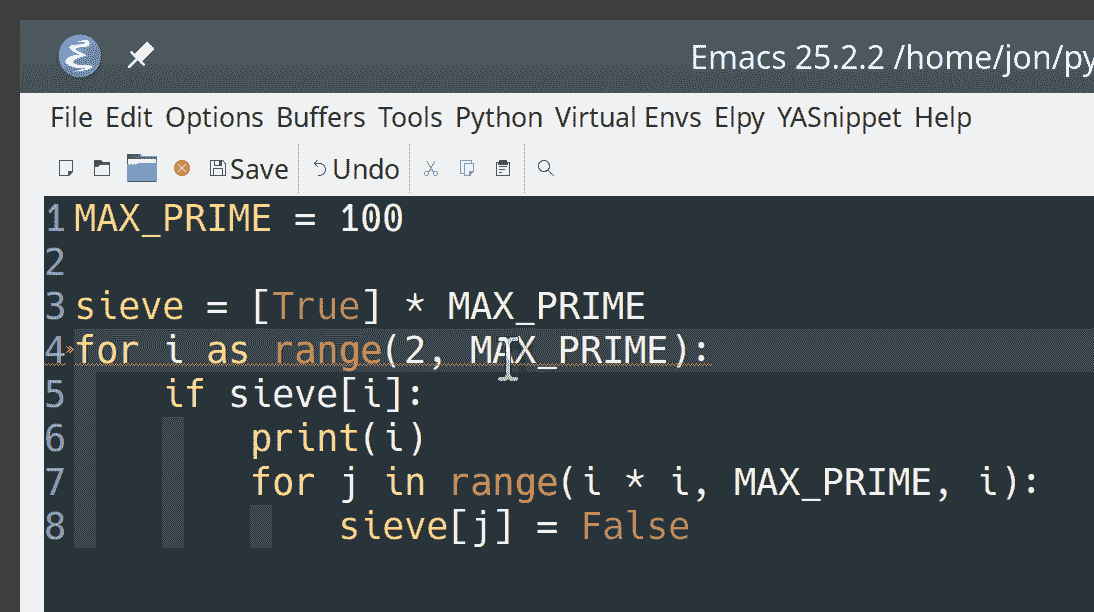 Emacs 25.2.2 /home/jon/py
File Edit Options Buffers Tools Python Virtual Envs Elpy YASnippet Help
Save Undo
1 MAX_PRIME = 100
2
3 sieve = [True] * MAX_PRIME
4 for i as range(2, MAX_PRIME):
5     if sieve[i]:
6         print(i)
7         for j in range(i * i, MAX_PRIME, i):
8             sieve[j] = False